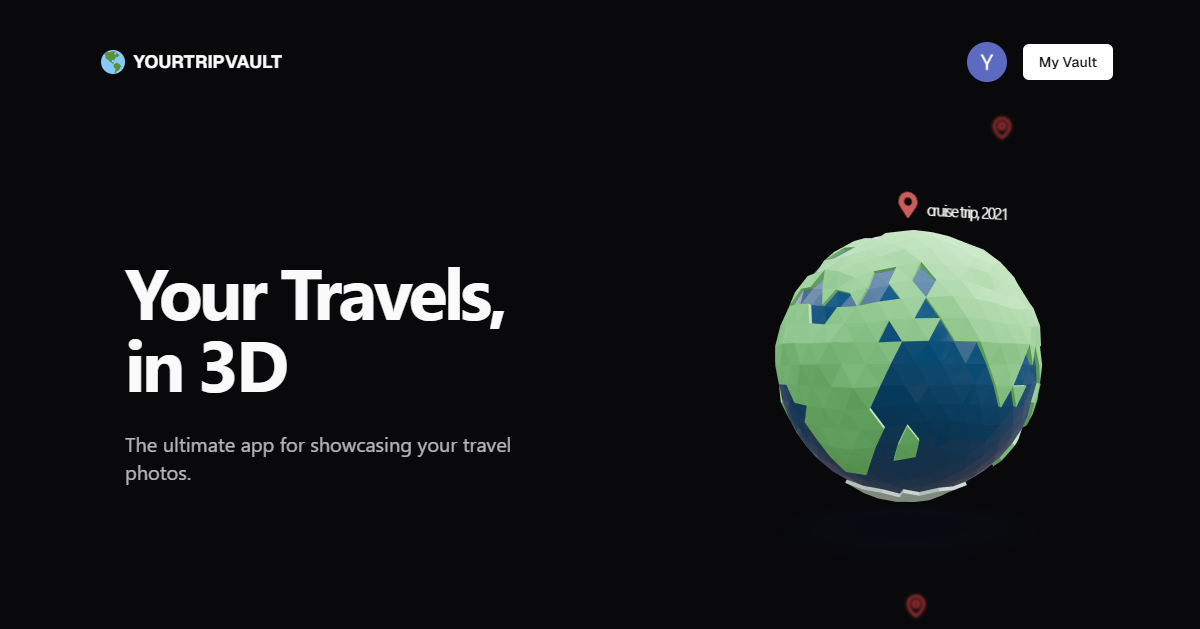 YOURTRIPVAULT
Y
My Vault
cruise trip, 2021
Your Travels,
in 3D
The ultimate app for showcasing your travel
photos.